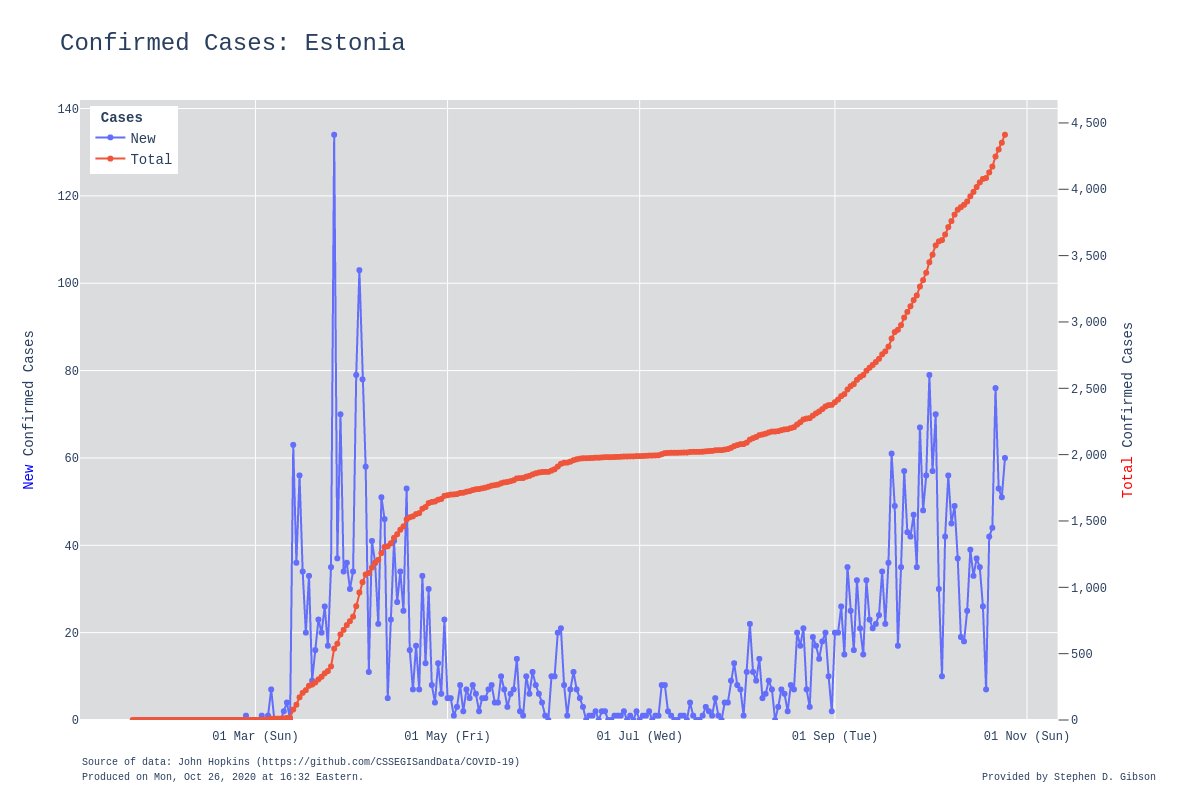 Confirmed Cases: Estonia
Cases
New
Total
140
120
100
80
60
40
20
0
New Confirmed Cases
4,500
4,000
3,500
3,000
2,500
2,000
1,500
1,000
500
0
Total Confirmed Cases
01 Mar (Sun)
01 May (Fri)
01 Jul (Wed)
01 Sep (Tue)
01 Nov (Sun)
Source of data: John Hopkins (https://github.com/CSSEGISandData/COVID-19)
Produced on Mon, Oct 26, 2020 at 16:32 Eastern.
Provided by Stephen D. Gibson